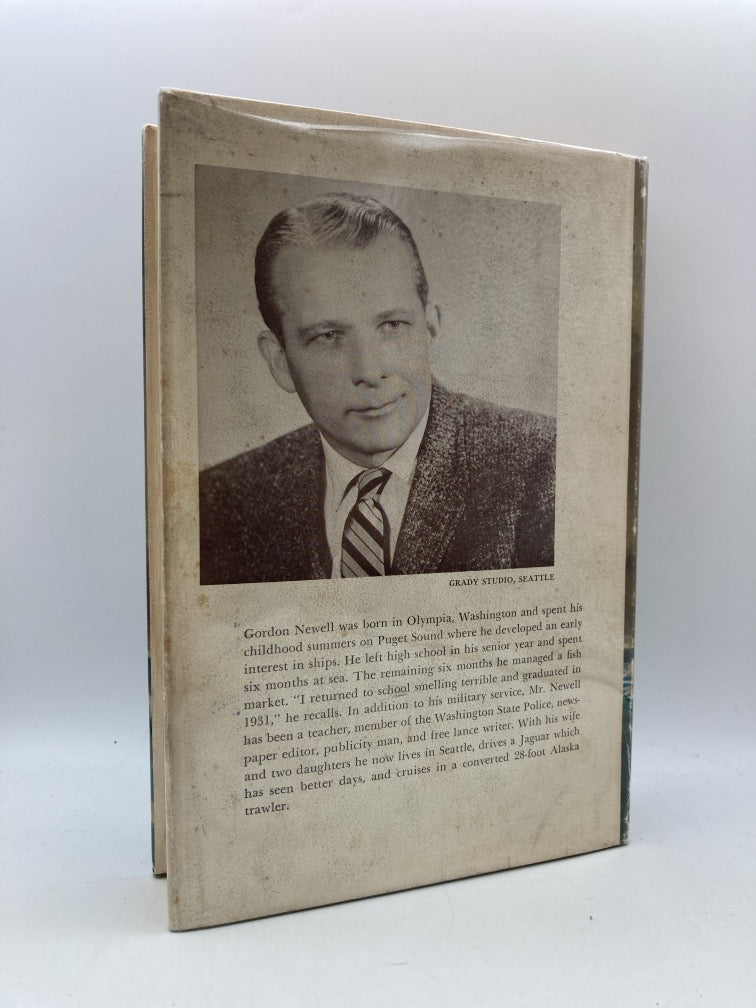 GRADY STUDIO, SEATTLE
Gordon Newell was born in Olympia, Washington and spent his
childhood summers on Puget Sound where he developed an early
interest in ships. He left high school in his senior year and spent
six months at sea. The remaining six months he managed a fish
market. “I returned to school smelling terrible and graduated in
1931,” he recalls. In addition to his military service, Mr. Newell
has been a teacher, member of the Washington State Police, news-
paper editor, publicity man, and free lance writer. With his wife
and two daughters he now lives in Seattle, drives a Jaguar which
has seen better days, and cruises in a converted 28-foot Alaska
trawler.